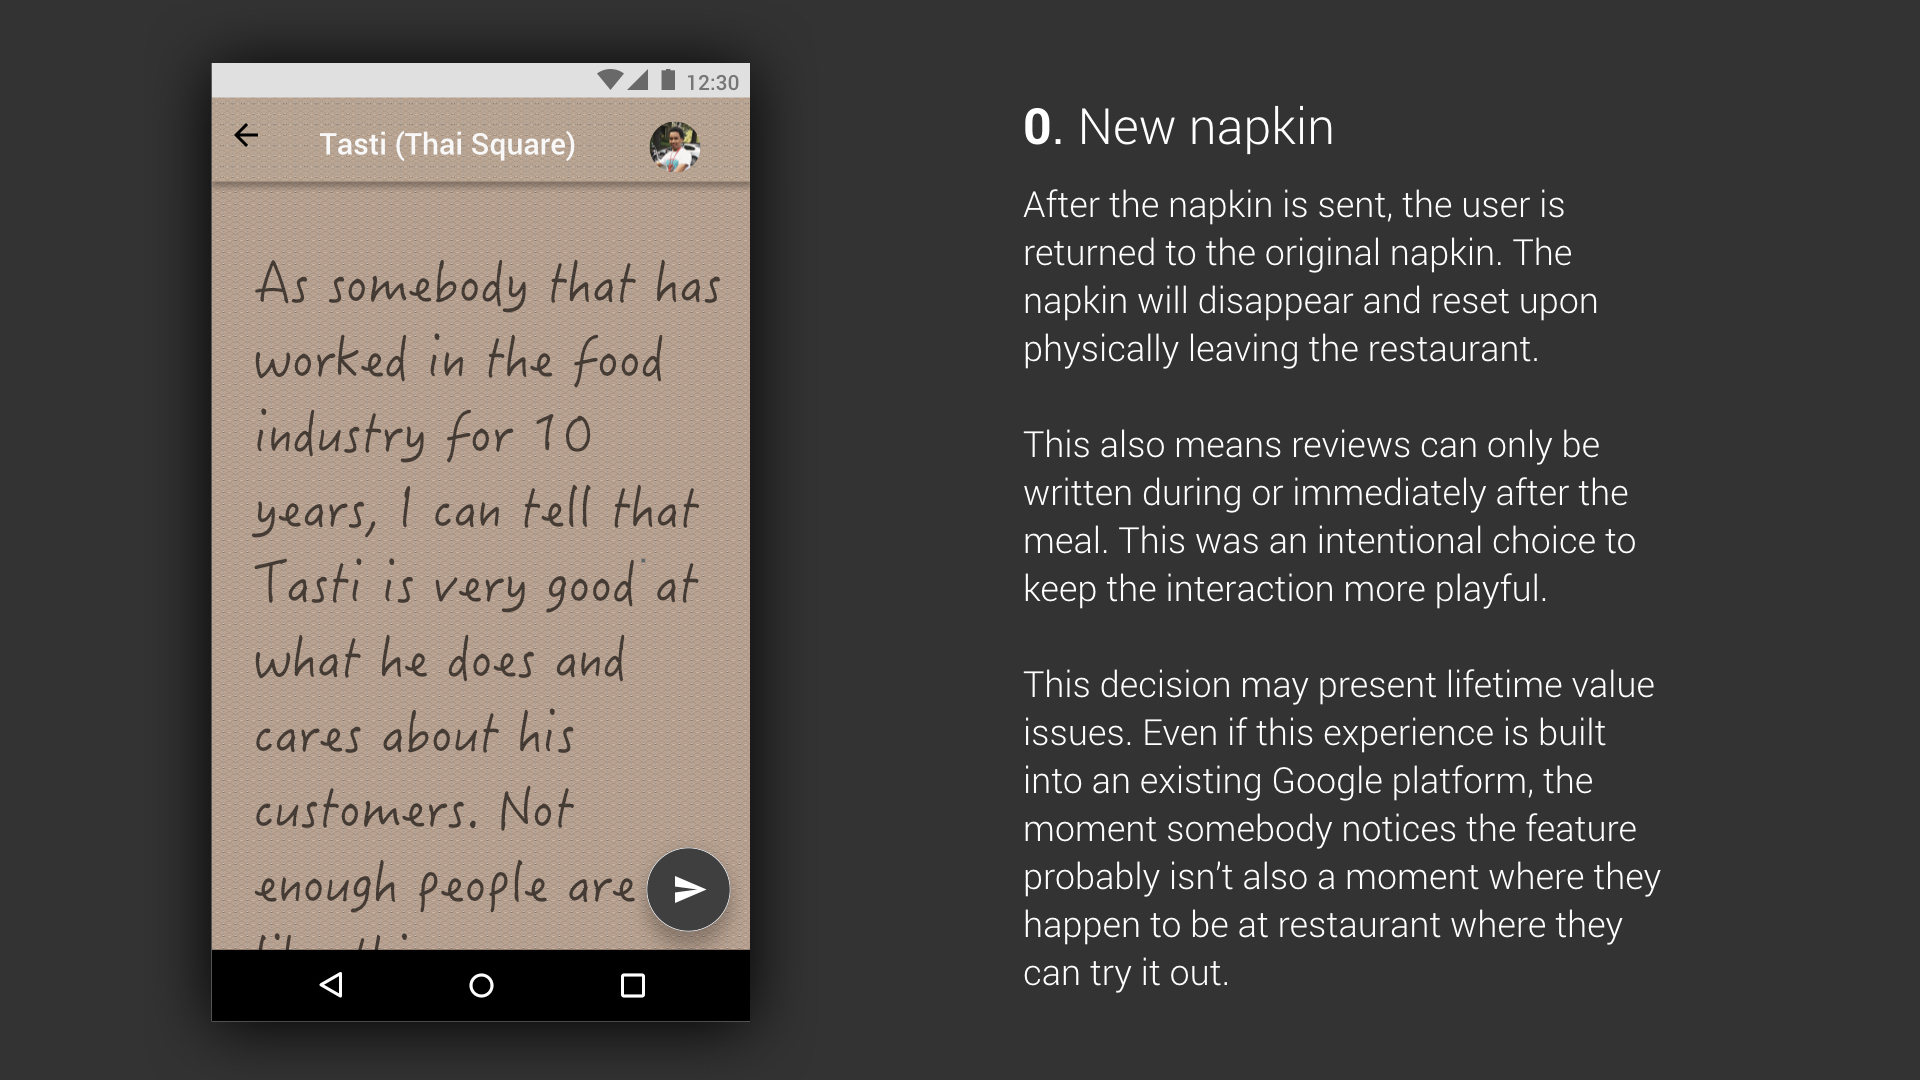 12:30
Tasti (Thai Square)
As somebody that has
worked in the food
industry for 10
years, I can tell that
Tasti is very good at
what he does and
cares about his
customers. Not
enough people are
0. New napkin
After the napkin is sent, the user is
returned to the original napkin. The
napkin will disappear and reset upon
physically leaving the restaurant.
This also means reviews can only be
written during or immediately after the
meal. This was an intentional choice to
keep the interaction more playful.
This decision may present lifetime value
issues. Even if this experience is built
into an existing Google platform, the
moment somebody notices the feature
probably isn’t also a moment where they
happen to be at restaurant where they
can try it out.